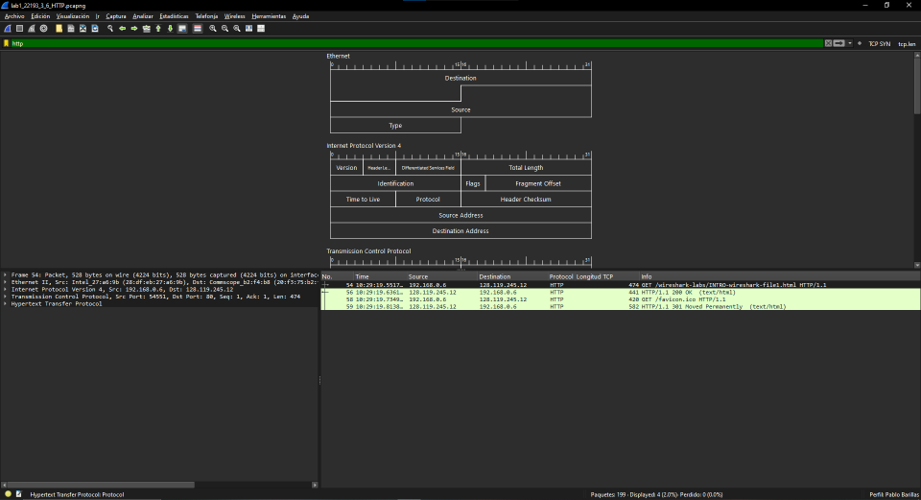 lab1_22193_3_6_HTTP.pcapng
Archivo Edición Visualización Ir Captura Analizar Estadísticas Telefonía Wireless Herramientas Ayuda
http
TCP SYN tcp.len
Ethernet
0 15 16 31
Destination
Source
Type
Internet Protocol Version 4
0 15 16 31
Version Header Le... Differentiated Services Field Total Length
Identification Flags Fragment Offset
Time to Live Protocol Header Checksum
Source Address
Destination Address
Transmission Control Protocol
0 15 16 31
Frame 54: Packet, 528 bytes on wire (4224 bits), 528 bytes captured (4224 bits) on interfac
Ethernet II, Src: Intel_27:a6:9b (28:df:eb:27:a6:9b), Dst: Commscope_b2:f4:b8 (20:f3:75:b2:
Internet Protocol Version 4, Src: 192.168.0.6, Dst: 128.119.245.12
Transmission Control Protocol, Src Port: 54551, Dst Port: 80, Seq: 1, Ack: 1, Len: 474
Hypertext Transfer Protocol
No. Time Source Destination Protocol Longitud TCP Info
54 10:29:19.5517… 192.168.0.6 128.119.245.12 HTTP 474 GET /wireshark-labs/INTRO-wireshark-file1.html HTTP/1.1
56 10:29:19.6361… 128.119.245.12 192.168.0.6 HTTP 441 HTTP/1.1 200 OK (text/html)
58 10:29:19.7349… 192.168.0.6 128.119.245.12 HTTP 420 GET /favicon.ico HTTP/1.1
59 10:29:19.8138… 128.119.245.12 192.168.0.6 HTTP 502 HTTP/1.1 301 Moved Permanently (text/html)
Hypertext Transfer Protocol: Protocol
Paquetes: 199 · Displayed: 4 (2.0%) · Perdido: 0 (0.0%)
Perfil: Pablo Barillas